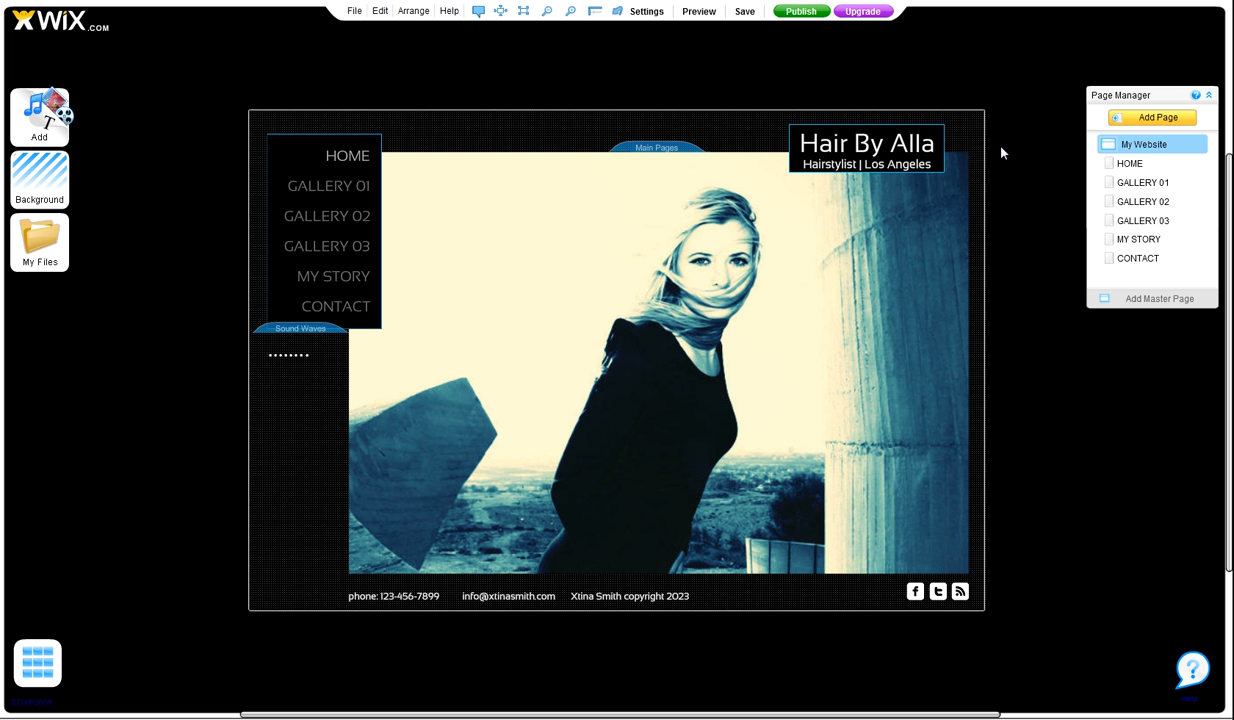 WiX.COM
File Edit Arrange Help Settings Preview Save Publish Upgrade
Add
Background
My Files
HOME
GALLERY 01
GALLERY 02
GALLERY 03
MY STORY
CONTACT
Sound Waves
Main Pages
Hair By Alla
Hairstylist | Los Angeles
phone: 123-456-7899 info@xtinasmith.com Xtina Smith copyright 2023
Page Manager
Add Page
My Website
HOME
GALLERY 01
GALLERY 02
GALLERY 03
MY STORY
CONTACT
Add Master Page